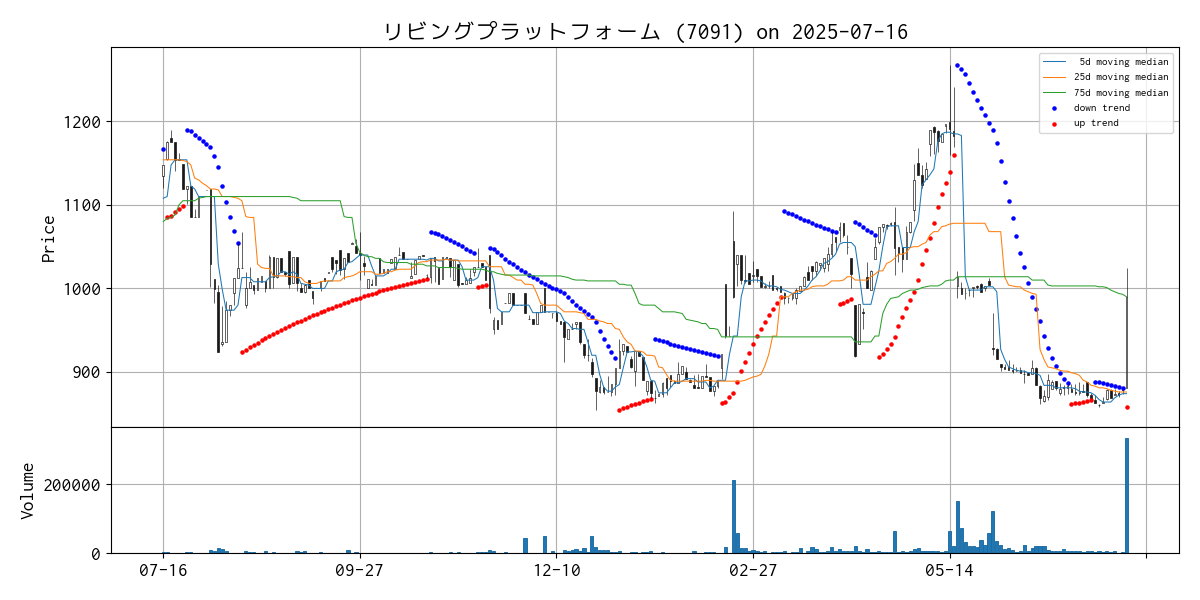 リビングプラットフォーム (7091) on 2025-07-16
5d moving median
25d moving median
75d moving median
down trend
up trend
Price
1200
1100
1000
900
Volume
200000
0
07-16
09-27
12-10
02-27
05-14